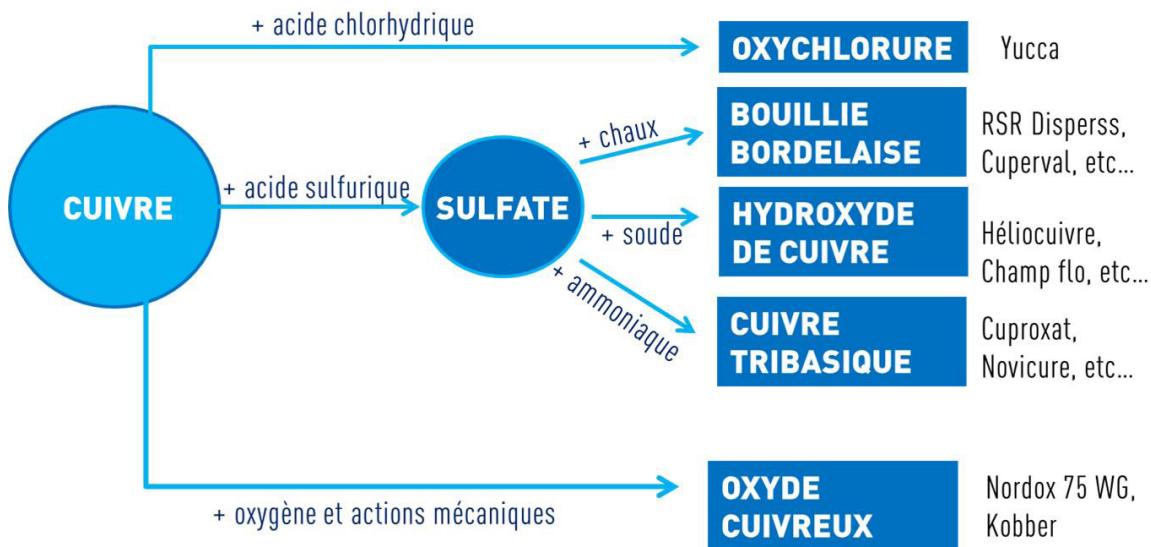 + acide chlorhydrique
OXYCHLORURE
Yucca
BOUILLIE
BORDELAISE
RSR Disperss,
Cuperval, etc...
+ chaux
CUIVRE
+ acide sulfurique
SULFATE
+ soude
HYDROXYDE
DE CUIVRE
Héliocuivre,
Champ flo, etc...
+ ammoniaque
CUIVRE
TRIBASIQUE
Cuproxat,
Novicure, etc...
+ oxygène et actions mécaniques
OXYDE
CUIVREUX
Nordox 75 WG,
Kobber